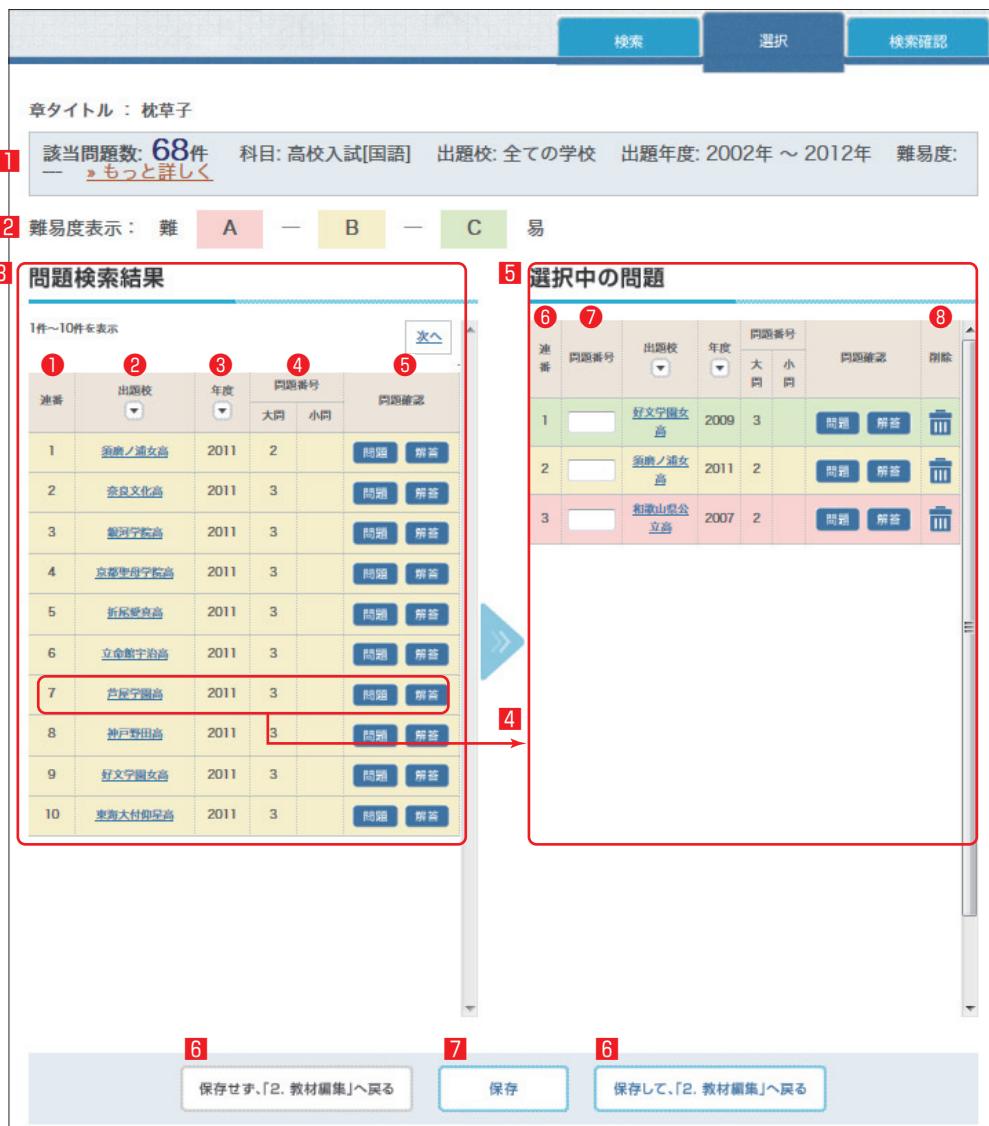 検索 選択 検索確認
章タイトル ： 枕草子
1 該当問題数: 68件 科目: 高校入試[国語] 出題校: 全ての学校 出題年度: 2002年 ～ 2012年 難易度:
--- » もっと詳しく
2 難易度表示： 難 A — B — C 易
3 問題検索結果
1件～10件を表示 次へ
1 2 3 4 5
連番 出題校 年度 問題番号 問題確認
大問 小問
1 須磨ノ浦女高 2011 2 問題 解答
2 奈良文化高 2011 3 問題 解答
3 銀河学院高 2011 3 問題 解答
4 京都聖母学院高 2011 3 問題 解答
5 折尾愛真高 2011 3 問題 解答
6 立命館宇治高 2011 3 問題 解答
7 芦屋学園高 2011 3 問題 解答
8 神戸野田高 2011 3 問題 解答
9 好文学園女高 2011 3 問題 解答
10 東海大付仰星高 2011 3 問題 解答
4
5 選択中の問題
6 7 8
連番 問題番号 出題校 年度 問題番号 問題確認 削除
大問 小問
1 好文学園女高 2009 3 問題 解答
2 須磨ノ浦女高 2011 2 問題 解答
3 和歌山県公立高 2007 2 問題 解答
6 7 6
保存せず、「2. 教材編集」へ戻る 保存 保存して、「2. 教材編集」へ戻る